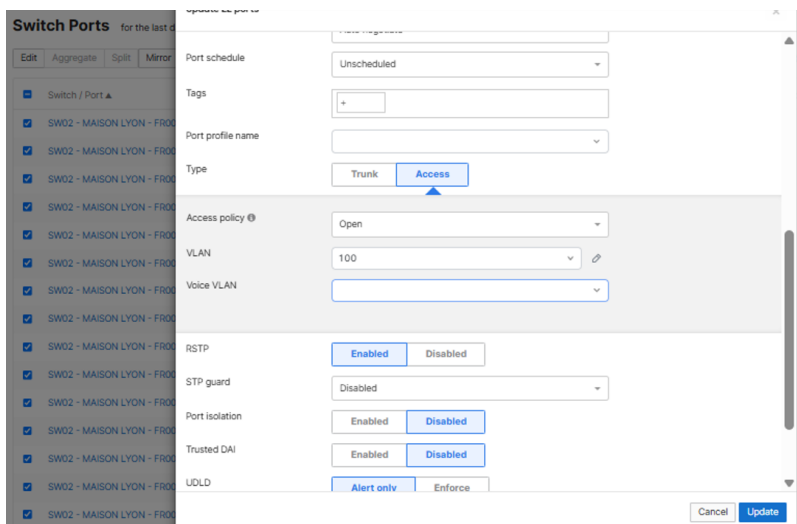 Switch Ports for the last d
Update 22 ports
Edit Aggregate Split Mirror
Auto negotiate
Port schedule Unscheduled
Switch / Port
Tags +
SW02 - MAISON LYON - FR00
Port profile name
SW02 - MAISON LYON - FR00
Type Trunk Access
SW02 - MAISON LYON - FR00
SW02 - MAISON LYON - FR00
Access policy Open
SW02 - MAISON LYON - FR00
VLAN 100
SW02 - MAISON LYON - FR00
Voice VLAN
SW02 - MAISON LYON - FR00
SW02 - MAISON LYON - FR00
RSTP Enabled Disabled
SW02 - MAISON LYON - FR00
STP guard Disabled
SW02 - MAISON LYON - FR00
SW02 - MAISON LYON - FR00
Port isolation Enabled Disabled
SW02 - MAISON LYON - FR00
Trusted DAI Enabled Disabled
SW02 - MAISON LYON - FR00
UDLD Alert only Enforce
SW02 - MAISON LYON - FR00
SW02 - MAISON LYON - FR00
Cancel Update